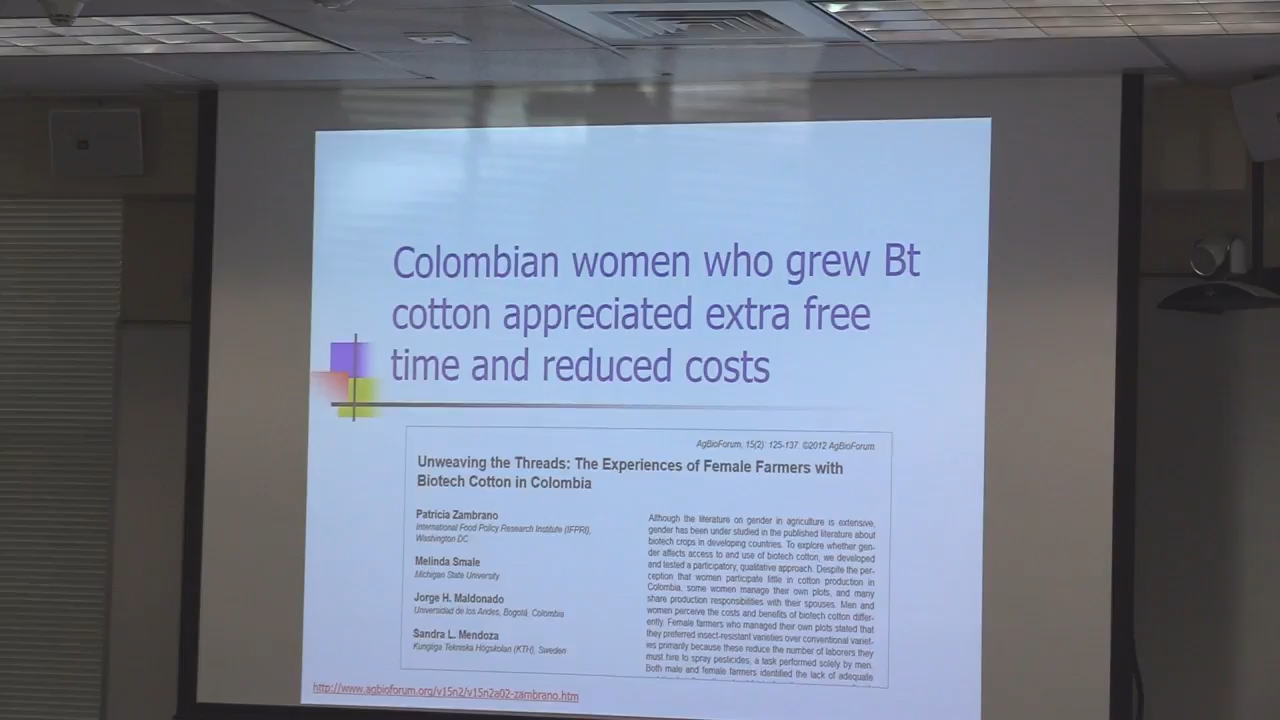 Colombian women who grew Bt
cotton appreciated extra free
time and reduced costs
AgBioForum, 15(2): 125-137. ©2012 AgBioForum.
Unweaving the Threads: The Experiences of Female Farmers with
Biotech Cotton in Colombia
Patricia Zambrano
International Food Policy Research Institute (IFPRI),
Washington DC
Melinda Smale
Michigan State University
Jorge H. Maldonado
Universidad de los Andes, Bogotá, Colombia
Sandra L. Mendoza
Kungliga Tekniska Högskolan (KTH), Sweden
Although the literature on gender in agriculture is extensive,
gender has been under studied in the published literature about
biotech crops in developing countries. To explore whether gen-
der affects access to and use of biotech cotton, we developed
and tested a participatory, qualitative approach. Despite the per-
ception that women participate little in cotton production in
Colombia, some women manage their own plots, and many
share production responsibilities with their spouses. Men and
women perceive the costs and benefits of biotech cotton differ-
ently. Female farmers who managed their own plots stated that
they preferred insect-resistant varieties over conventional variet-
ies primarily because these reduce the number of laborers they
must hire to spray pesticides, a task performed solely by men.
Both male and female farmers identified the lack of adequate
http://www.agbioforum.org/v15n2/v15n2a02-zambrano.htm